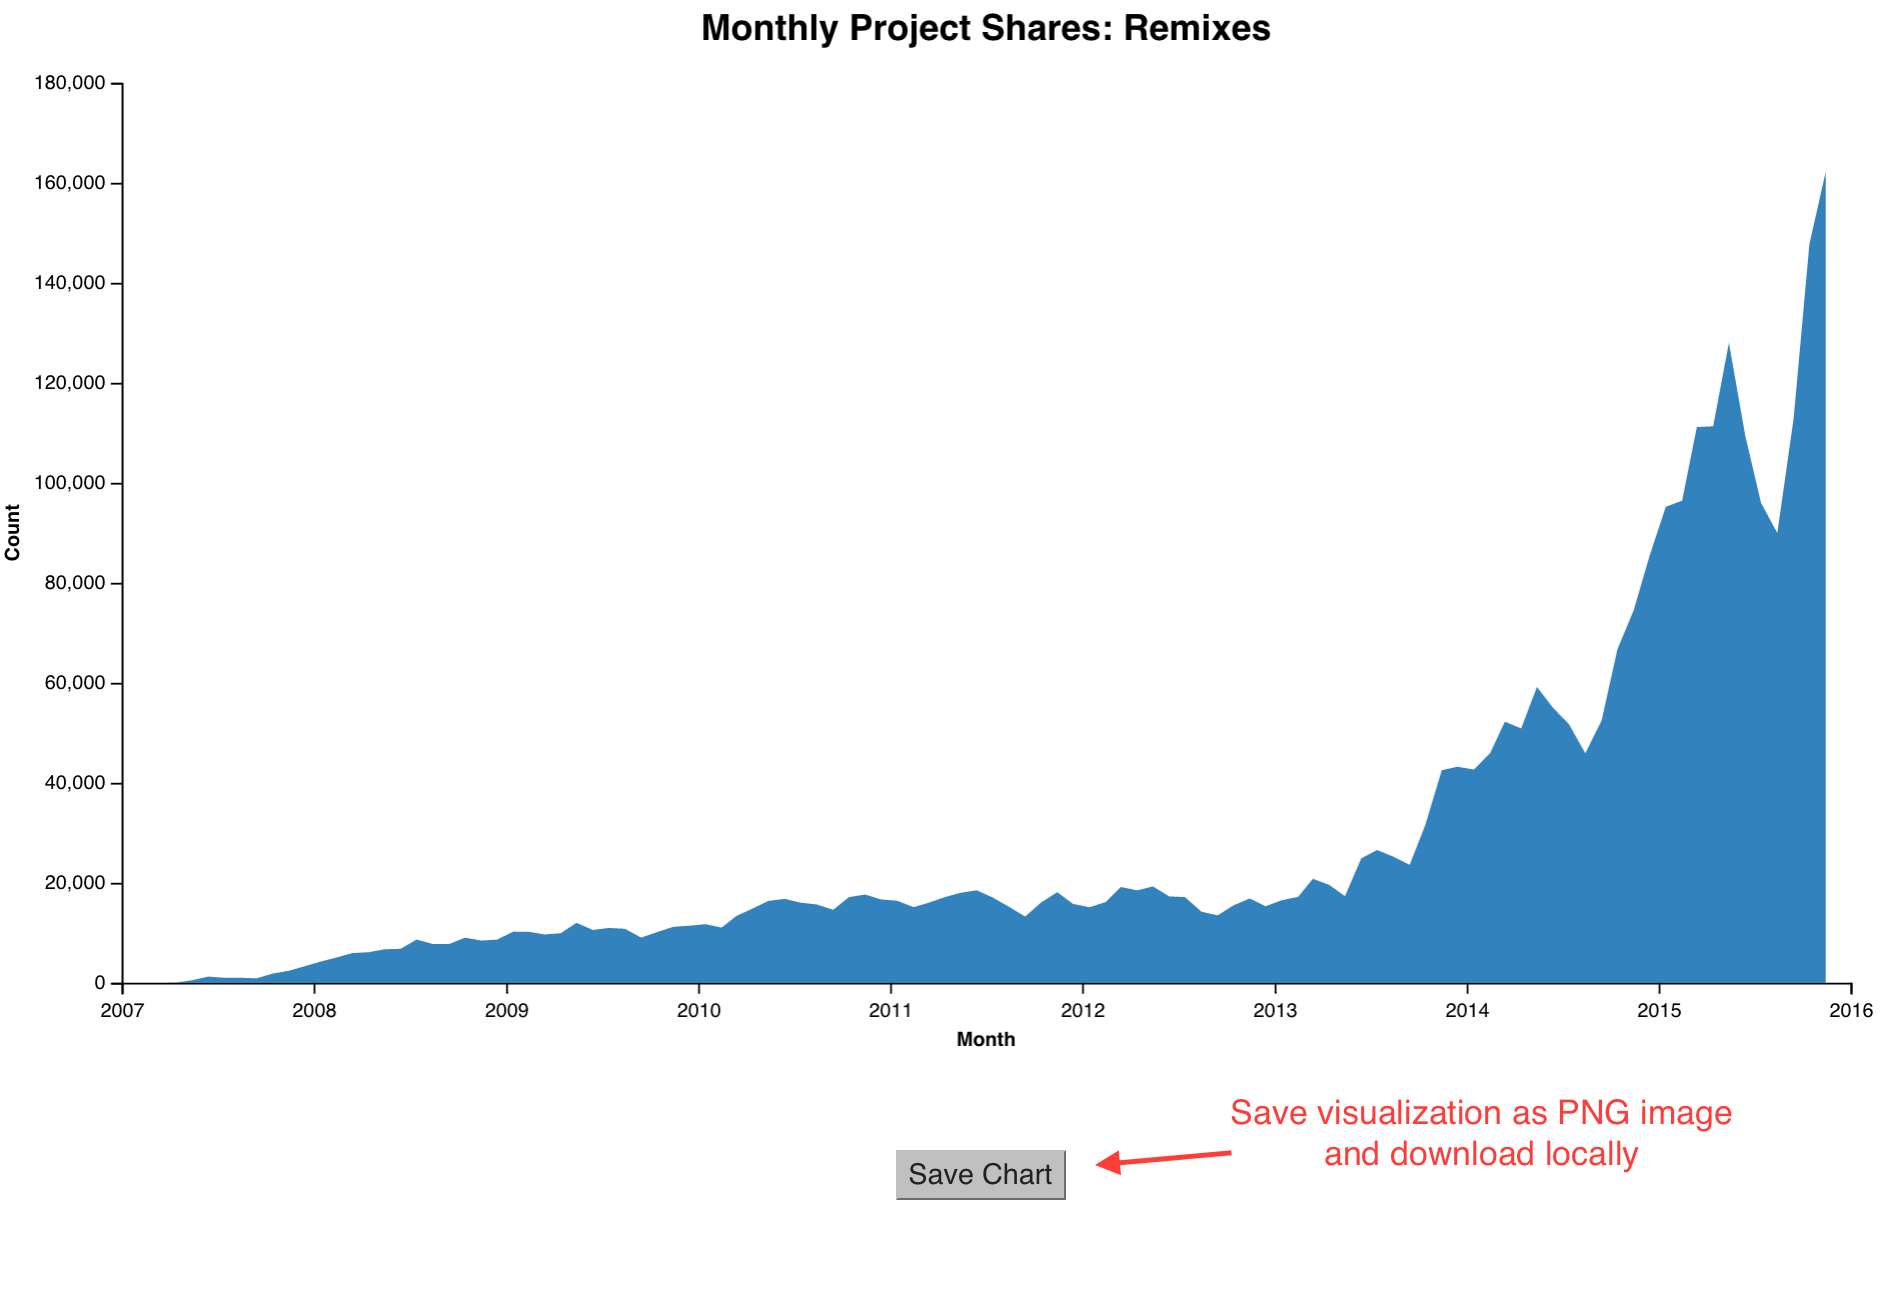 Monthly Project Shares: Remixes
180,000
160,000
140,000
120,000
100,000
80,000
60,000
40,000
20,000
0
Count
2007 2008 2009 2010 2011 2012 2013 2014 2015 2016
Month
Save visualization as PNG image
and download locally
Save Chart